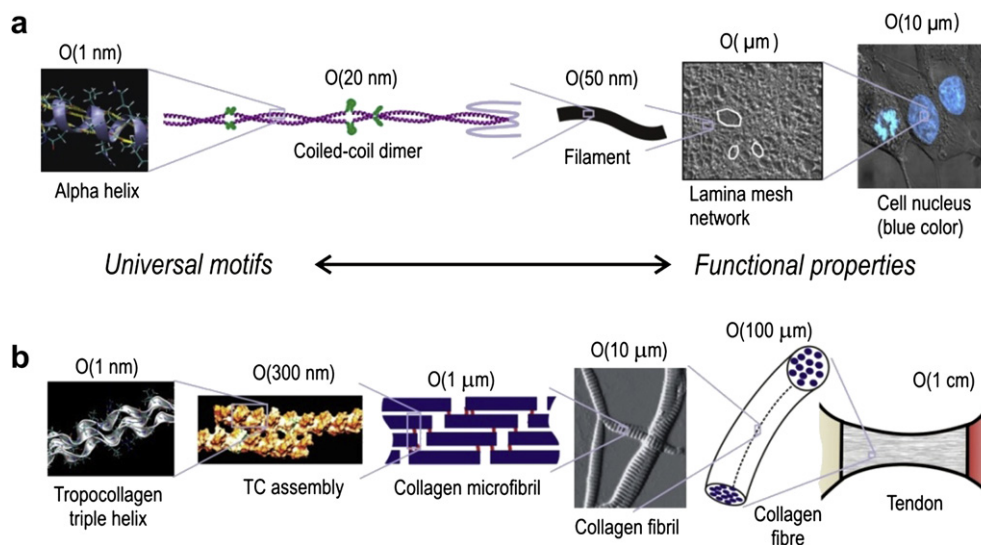 a
O(1 nm)
O(20 nm)
O(50 nm)
O( μm)
O(10 μm)
Alpha helix
Coiled-coil dimer
Filament
Lamina mesh
network
Cell nucleus
(blue color)
Universal motifs
Functional properties
b
O(1 nm)
O(300 nm)
O(1 μm)
O(10 μm)
O(100 μm)
O(1 cm)
Tropocollagen
triple helix
TC assembly
Collagen microfibril
Collagen fibril
Collagen
fibre
Tendon